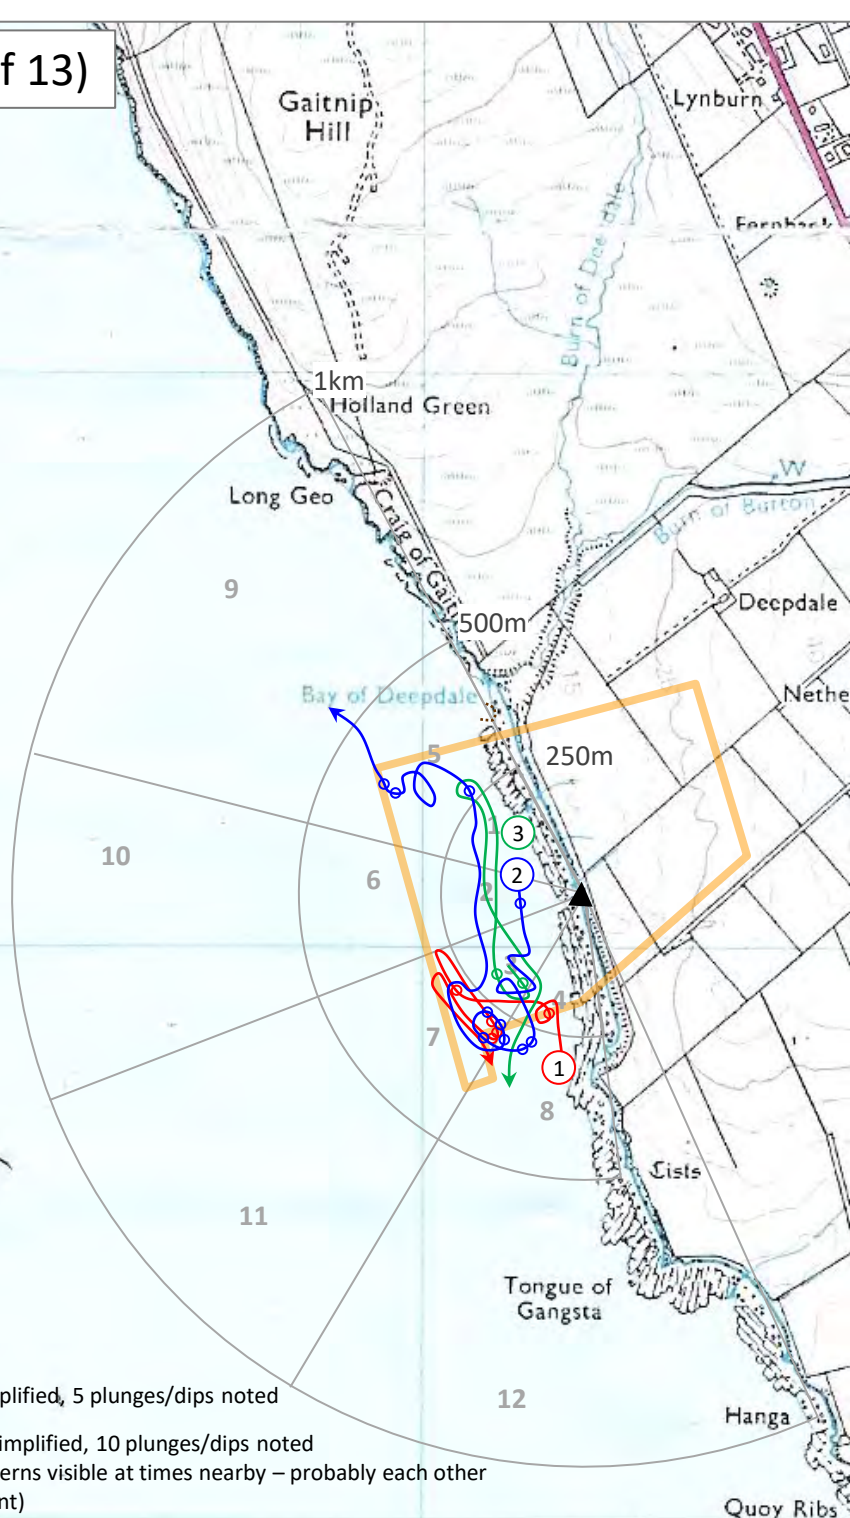 f 13)
Gaitnip
Hill
Lynburn
Burn of Deepdale
1km
Holland Green
Long Geo
Craig of Gaitn
W
Burn of Burton
9
500m
Deepdale
15
Bay of Deepdale
Nethe
5
250m
1
3
10
6
2
2
3
4
7
1
8
Cists
11
Tongue of
Gangsta
plified, 5 plunges/dips noted
12
Hanga
implified, 10 plunges/dips noted
erns visible at times nearby – probably each other
nt)
Quoy Ribs